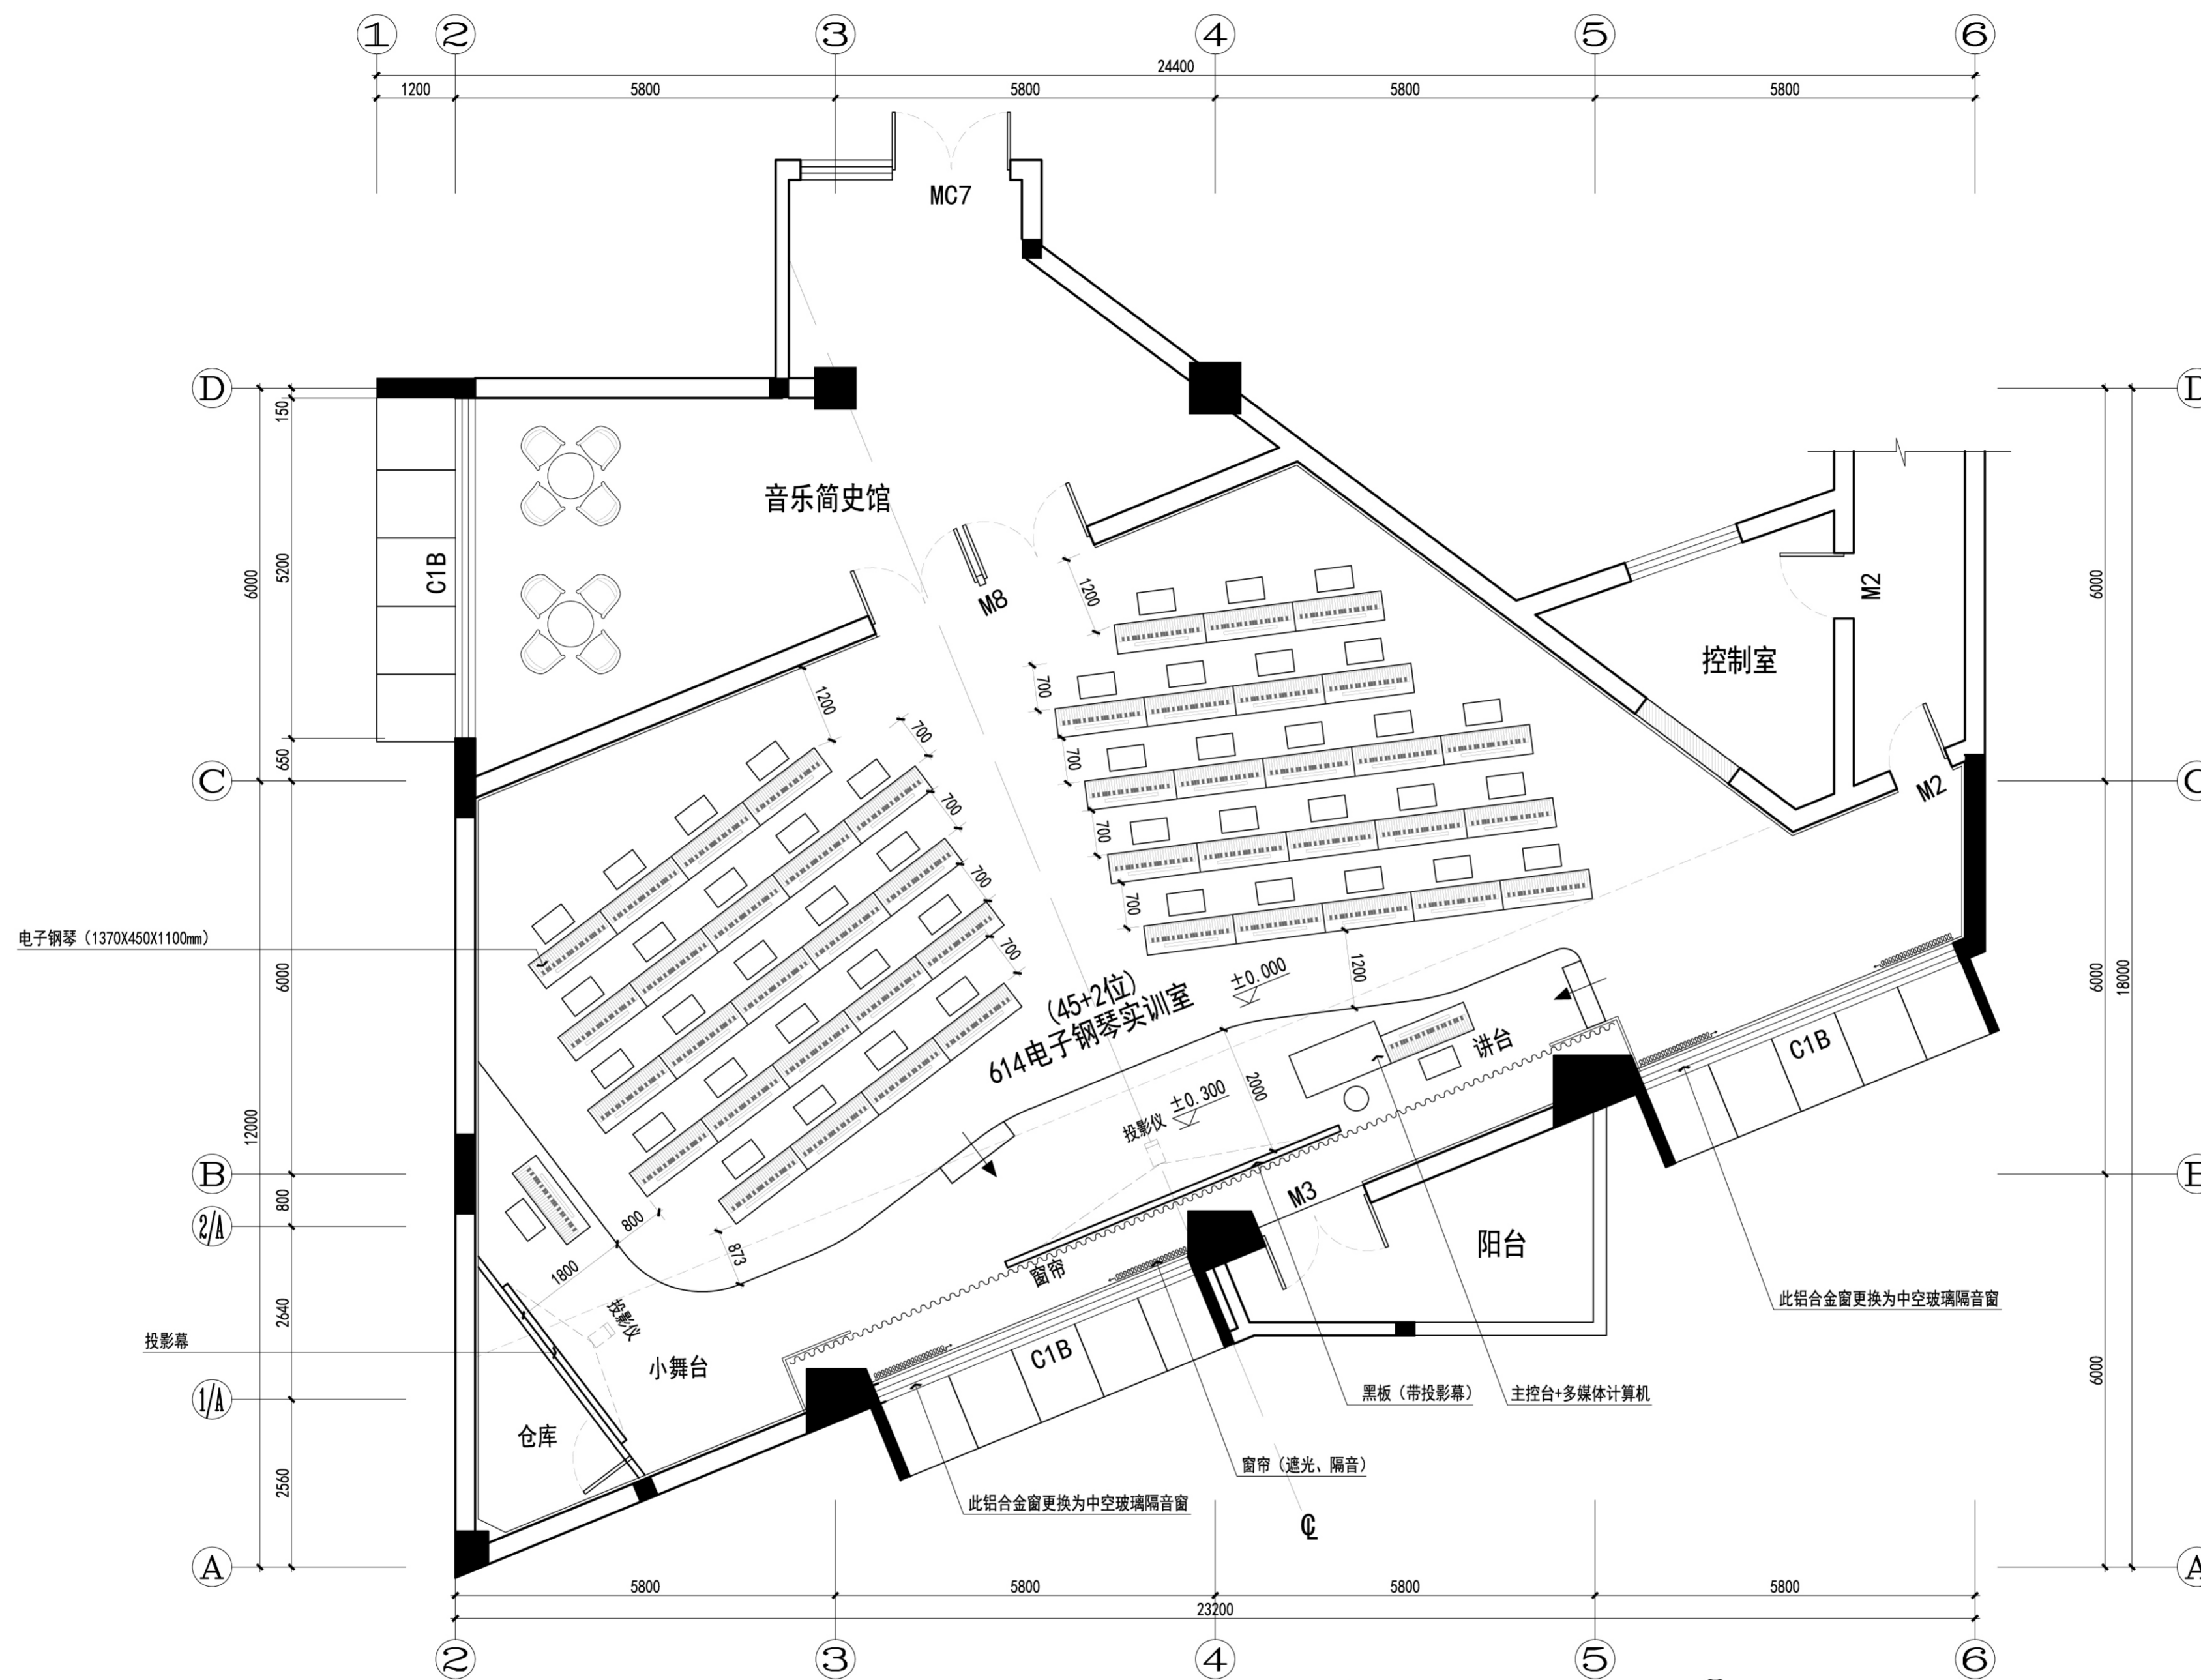 1 2 3 4 5 6
24400
1200 5800 5800 5800 5800
MC7
D
D
150
音乐简史馆
C1B
5200
6000
M8
1200
M2
控制室
6000
700
1200
700
700
650
C
C
M2
700
700
700
700
700
700
电子钢琴（1370X450X1100mm）
6000
1200
(45+2位)
614电子钢琴实训室
±0.000
6000
18000
讲台
C1B
2000
±0.300
投影仪
12000
B
B
800
2/A
800
873
M3
阳台
1800
窗帘
投影仪
2640
投影幕
小舞台
C1B
此铝合金窗更换为中空玻璃隔音窗
6000
1/A
黑板（带投影幕）
主控台+多媒体计算机
仓库
窗帘（遮光、隔音）
2560
此铝合金窗更换为中空玻璃隔音窗
℄
A
A
5800 5800 5800 5800
23200
2 3 4 5 6